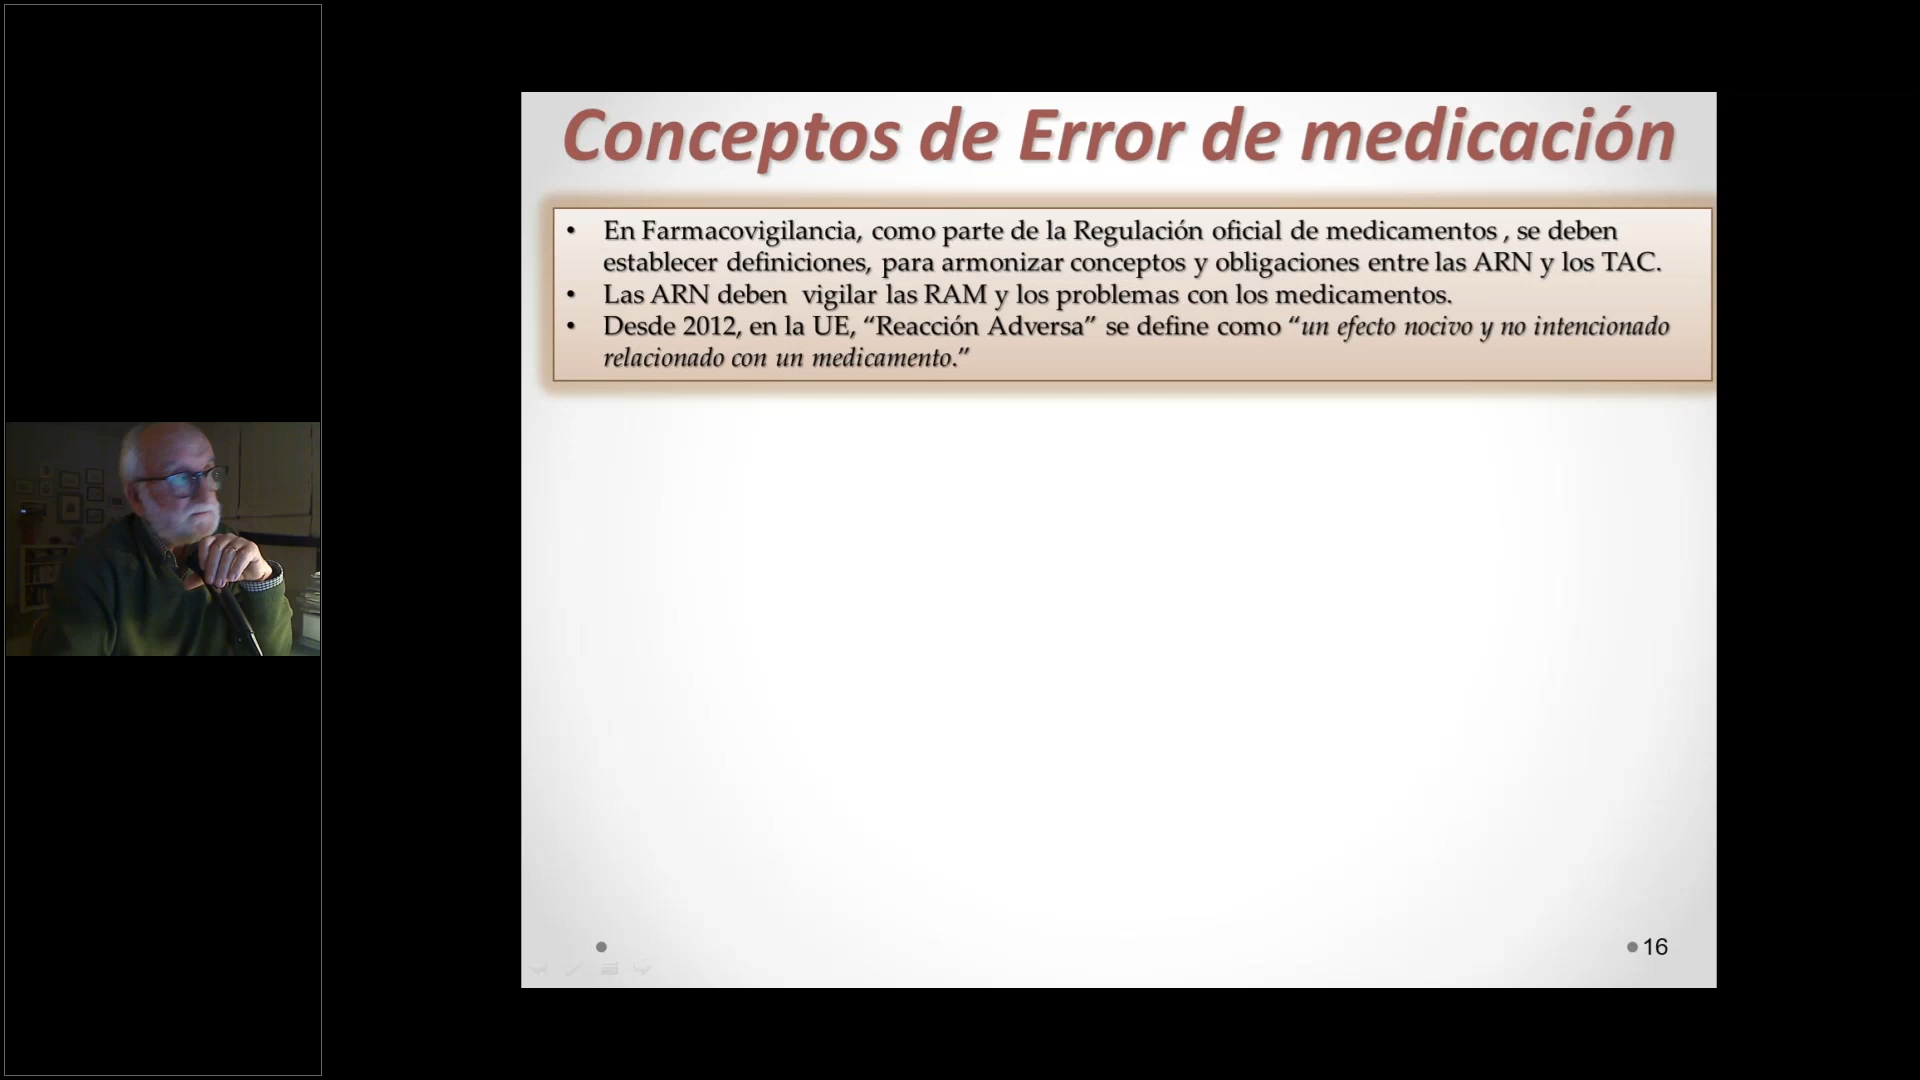 Conceptos de Error de medicación
• En Farmacovigilancia, como parte de la Regulación oficial de medicamentos , se deben
establecer definiciones, para armonizar conceptos y obligaciones entre las ARN y los TAC.
• Las ARN deben  vigilar las RAM y los problemas con los medicamentos.
• Desde 2012, en la UE, “Reacción Adversa” se define como “un efecto nocivo y no intencionado
relacionado con un medicamento.”
16